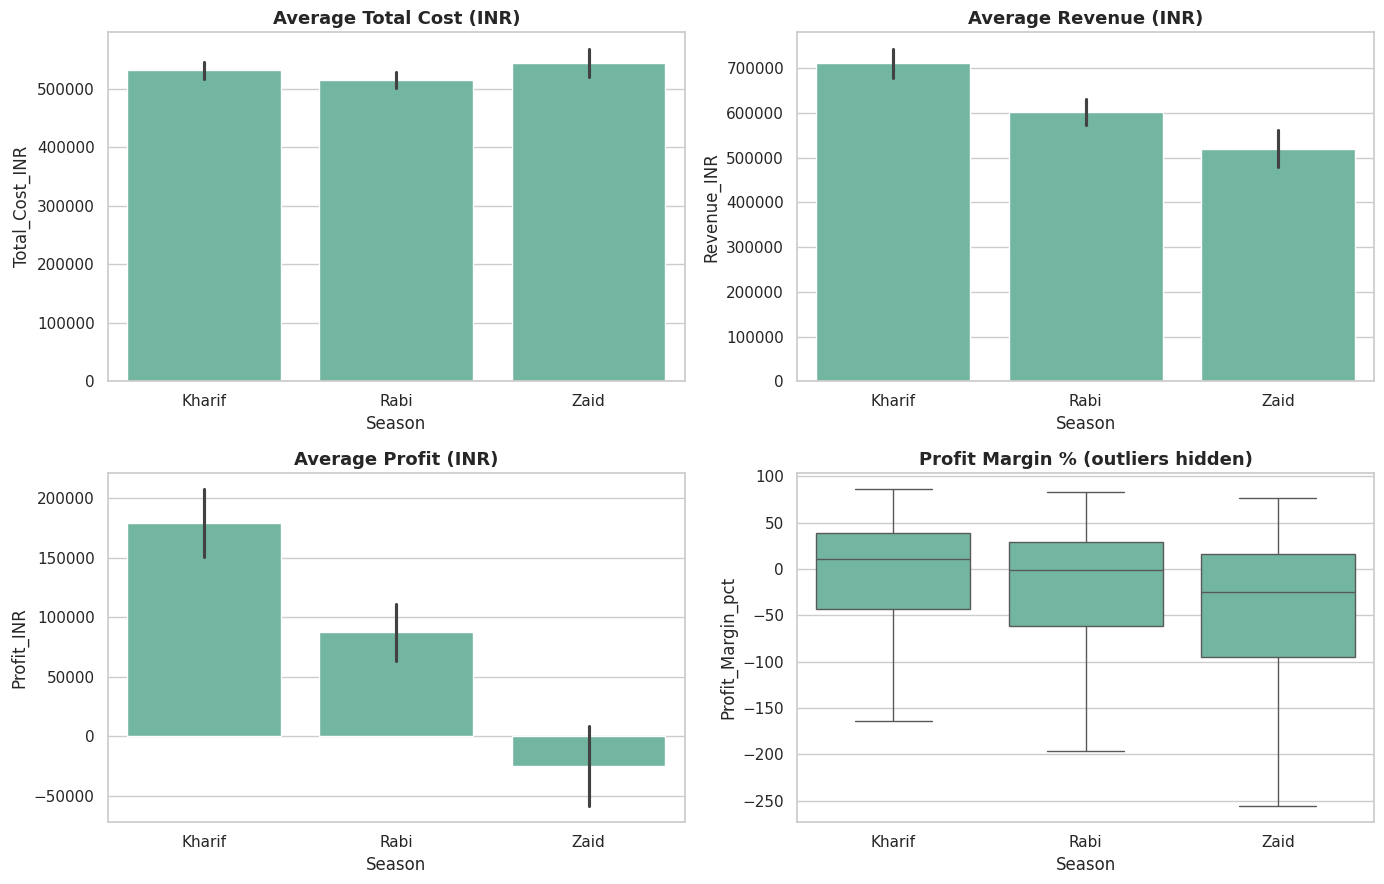 Average Total Cost (INR)
Total_Cost_INR
500000
400000
300000
200000
100000
0
Kharif Rabi Zaid
Season
Average Revenue (INR)
Revenue_INR
700000
600000
500000
400000
300000
200000
100000
0
Kharif Rabi Zaid
Season
Average Profit (INR)
Profit_INR
200000
150000
100000
50000
0
−50000
Kharif Rabi Zaid
Season
Profit Margin % (outliers hidden)
Profit_Margin_pct
100
50
0
−50
−100
−150
−200
−250
Kharif Rabi Zaid
Season